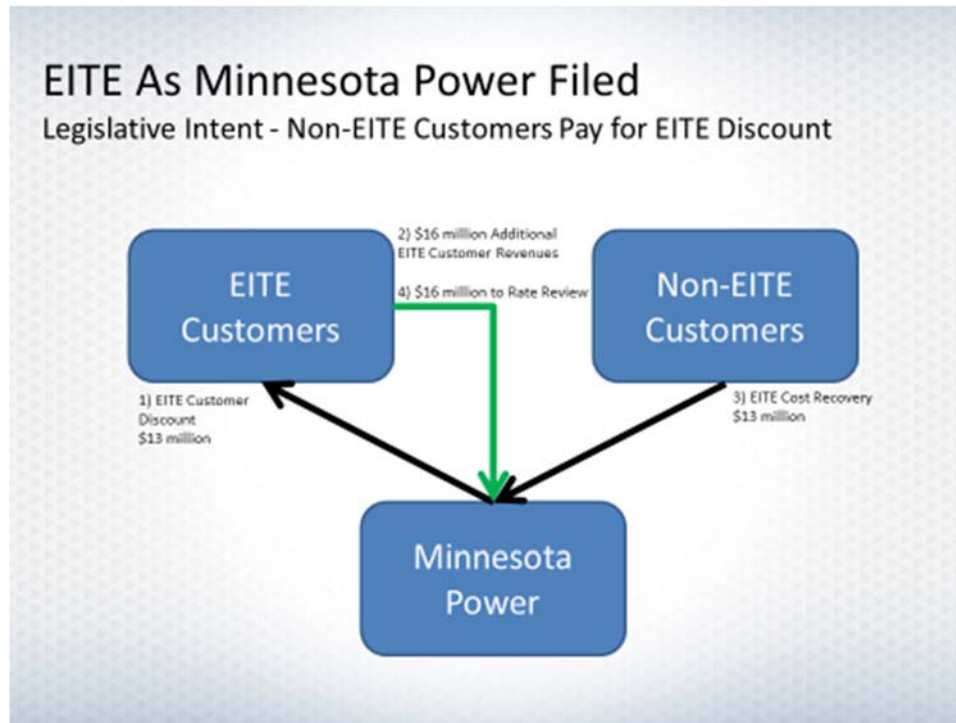 EITE As Minnesota Power Filed
Legislative Intent - Non-EITE Customers Pay for EITE Discount
EITE
Customers
2) $16 million Additional
EITE Customer Revenues
4) $16 million to Rate Review
Non-EITE
Customers
1) EITE Customer
Discount
$13 million
3) EITE Cost Recovery
$13 million
Minnesota
Power